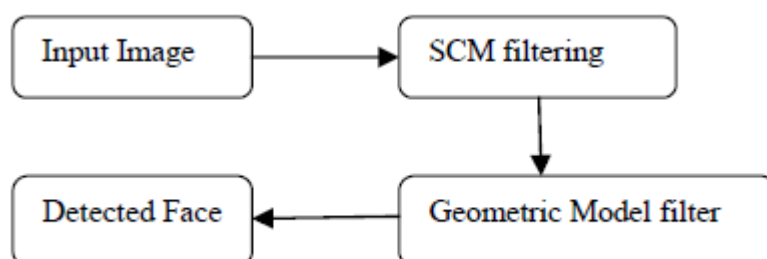 Input Image
SCM filtering
Detected Face
Geometric Model filter